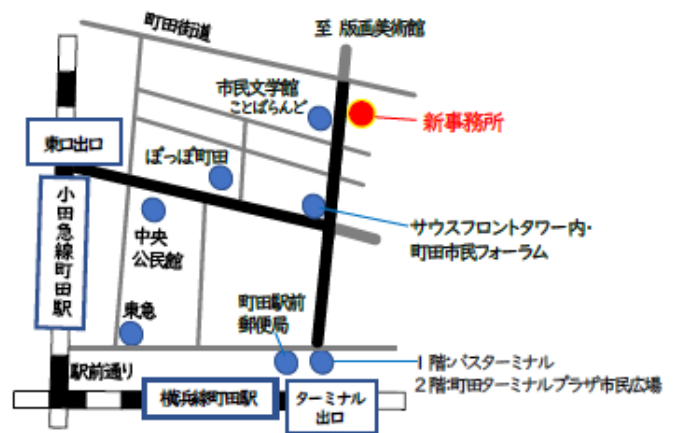 町田街道
至 版画美術館
市民文学館
ことばらんど
新事務所
東口出口
ぽっぽ町田
小田急線町田駅
中央
公民館
サウスフロントタワー内・
町田市民フォーラム
東急
町田駅前
郵便局
駅前通り
1階:バスターミナル
2階:町田ターミナルプラザ市民広場
横浜線町田駅
ターミナル
出口